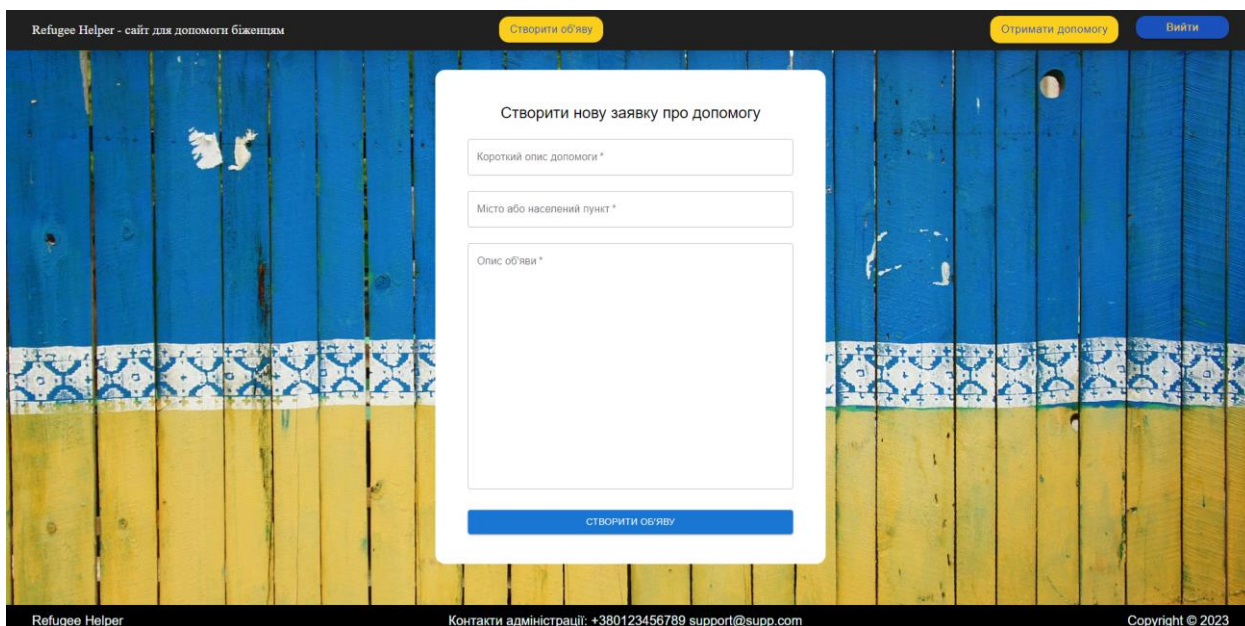 Refugee Helper - сайт для допомоги біженцям
Створити об'яву
Отримати допомогу
Вийти
Створити нову заявку про допомогу
Короткий опис допомоги *
Місто або населений пункт *
Опис об'яви *
СТВОРИТИ ОБ'ЯВУ
Refugee Helper
Контакти адміністрації: +380123456789 support@supp.com
Copyright © 2023